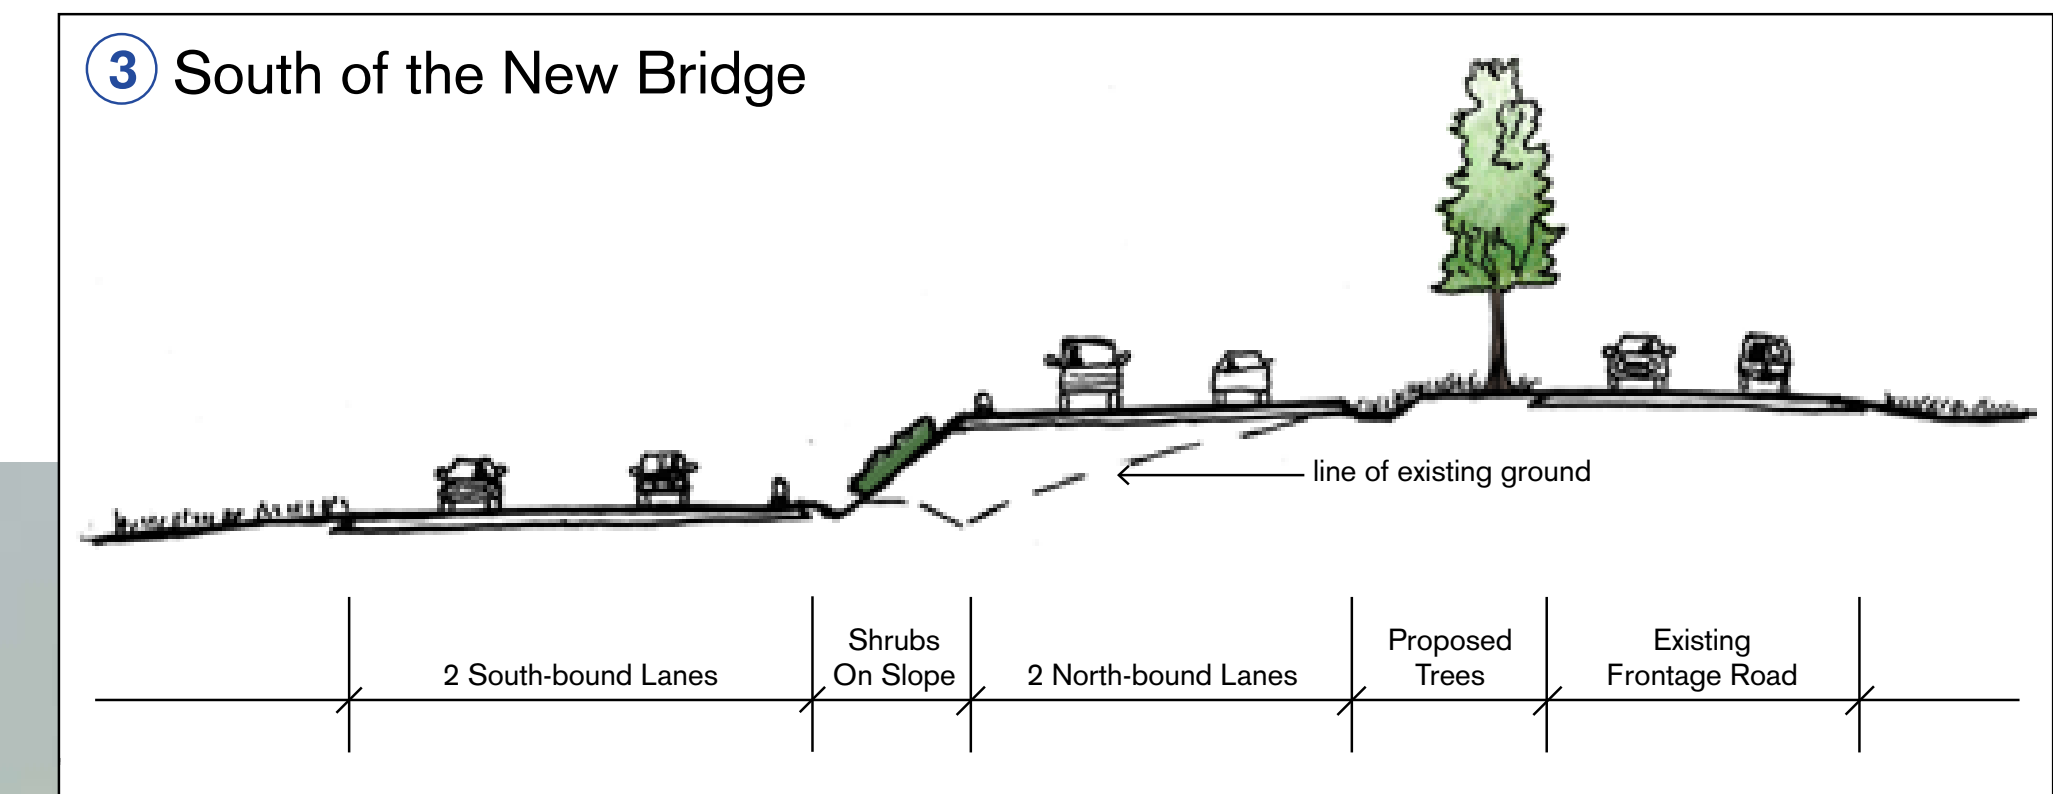 3 South of the New Bridge
line of existing ground
2 South-bound Lanes
Shrubs
On Slope
2 North-bound Lanes
Proposed
Trees
Existing
Frontage Road